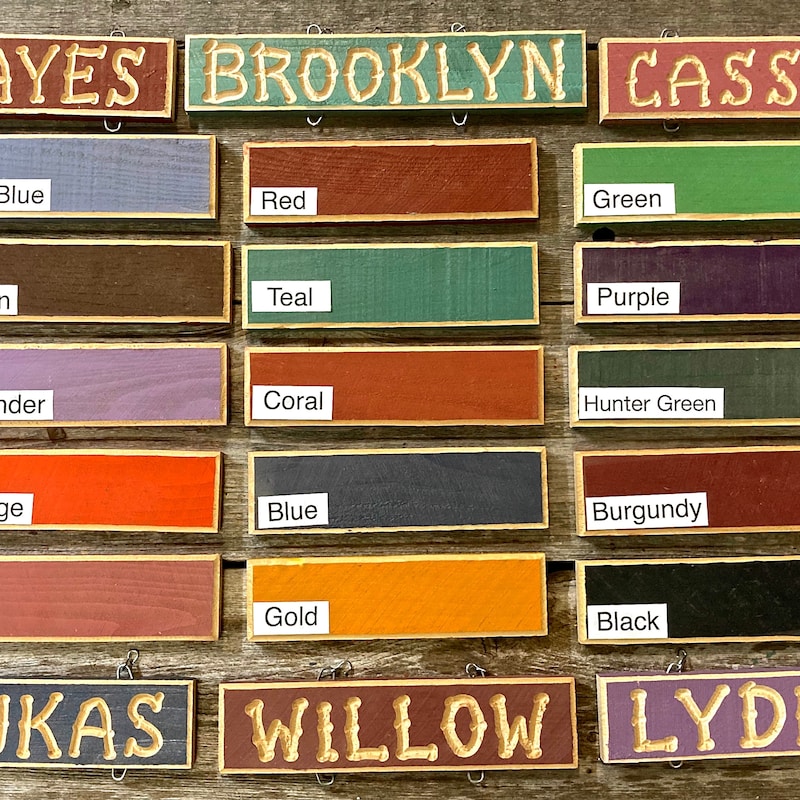 AYES BROOKLYN CASS
Blue Red Green
n Teal Purple
nder Coral Hunter Green
ge Blue Burgundy
Gold Black
UKAS WILLOW LYDI